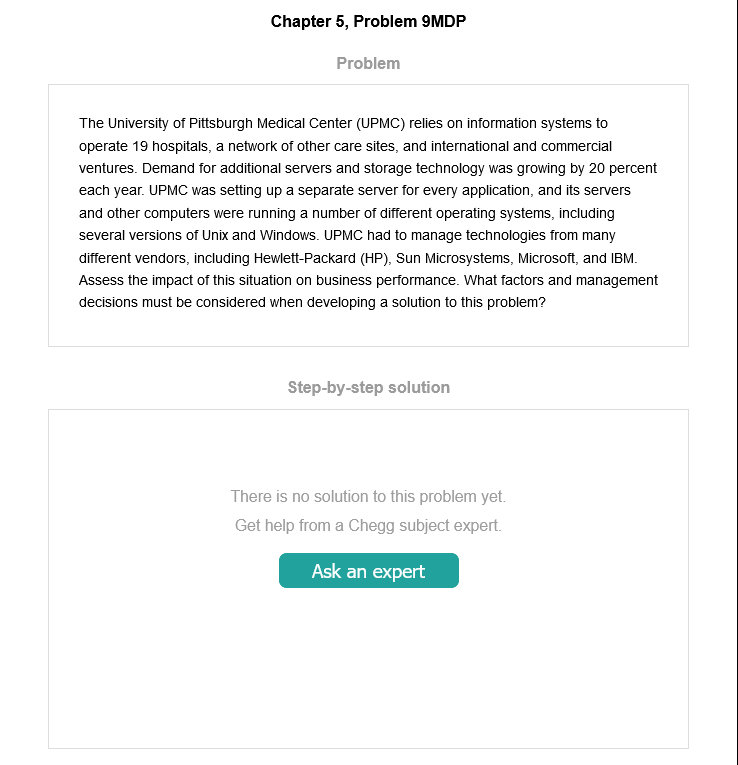 Chapter 5, Problem 9MDP
Problem
The University of Pittsburgh Medical Center (UPMC) relies on information systems to
operate 19 hospitals, a network of other care sites, and international and commercial
ventures. Demand for additional servers and storage technology was growing by 20 percent
each year. UPMC was setting up a separate server for every application, and its servers
and other computers were running a number of different operating systems, including
several versions of Unix and Windows. UPMC had to manage technologies from many
different vendors, including Hewlett-Packard (HP), Sun Microsystems, Microsoft, and IBM.
Assess the impact of this situation on business performance. What factors and management
decisions must be considered when developing a solution to this problem?
Step-by-step solution
There is no solution to this problem yet.
Get help from a Chegg subject expert.
Ask an expert